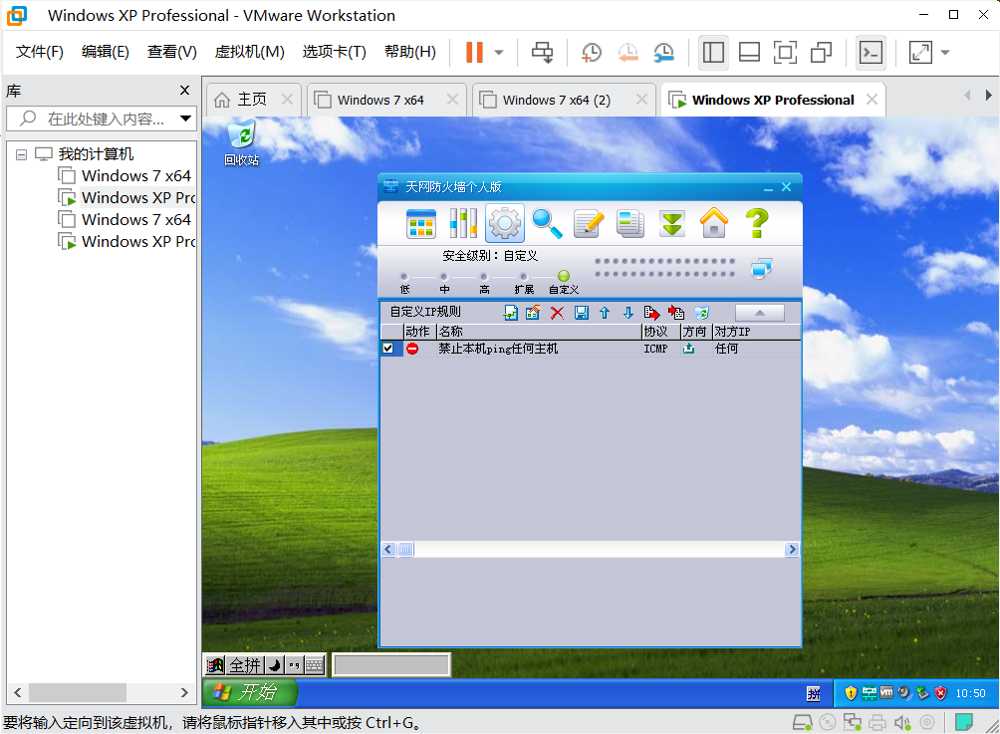 Windows XP Professional - VMware Workstation
文件(F) 编辑(E) 查看(V) 虚拟机(M) 选项卡(T) 帮助(H)
库
在此处键入内容...
我的计算机
Windows 7 x64
Windows XP Pro
Windows 7 x64
Windows XP Pro
主页 Windows 7 x64 Windows 7 x64 (2) Windows XP Professional
回收站
天网防火墙个人版
安全级别：自定义
低 中 高 扩展 自定义
自定义IP规则
动作 名称 协议 方向 对方IP
禁止本机ping任何主机 ICMP 任何
全拼
开始 拼 10:50
要将输入定向到该虚拟机，请将鼠标指针移入其中或按 Ctrl+G。